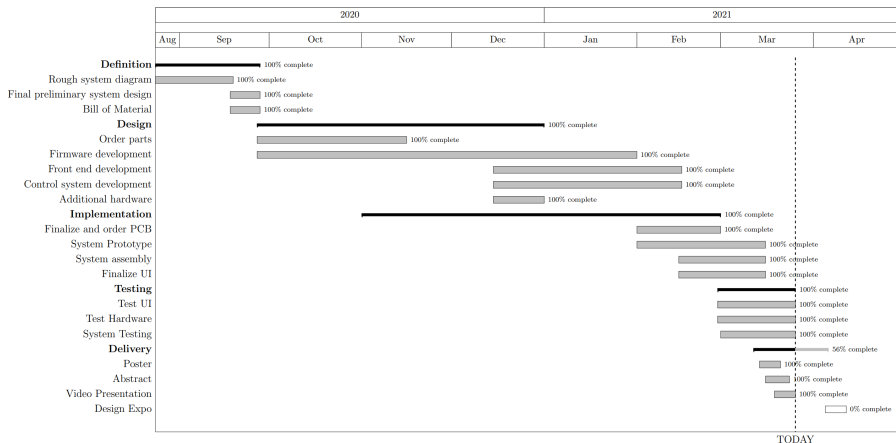 2020 2021
Aug Sep Oct Nov Dec Jan Feb Mar Apr
Definition 100% complete
Rough system diagram 100% complete
Final preliminary system design 100% complete
Bill of Material 100% complete
Design 100% complete
Order parts 100% complete
Firmware development 100% complete
Front end development 100% complete
Control system development 100% complete
Additional hardware 100% complete
Implementation 100% complete
Finalize and order PCB 100% complete
System Prototype 100% complete
System assembly 100% complete
Finalize UI 100% complete
Testing 100% complete
Test UI 100% complete
Test Hardware 100% complete
System Testing 100% complete
Delivery 56% complete
Poster 100% complete
Abstract 100% complete
Video Presentation 100% complete
Design Expo 0% complete
TODAY